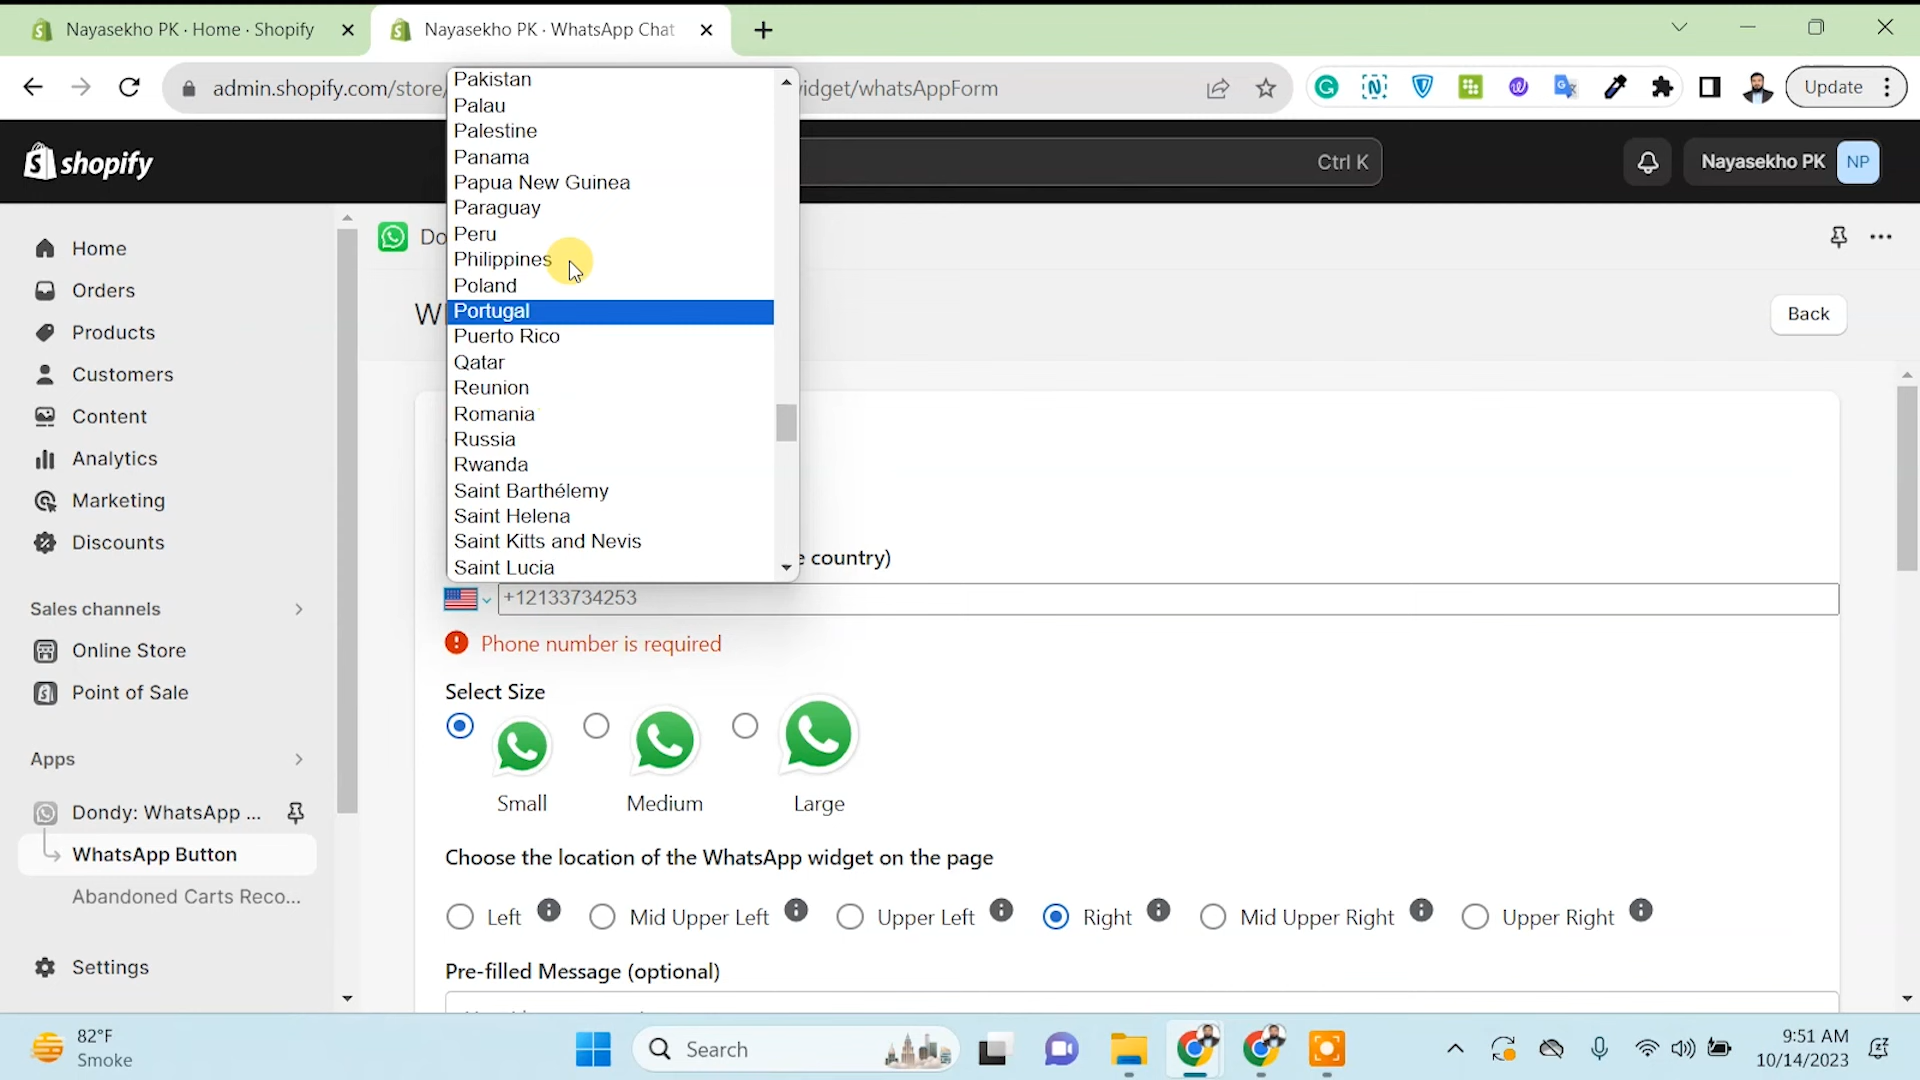 Nayasekho PK · Home · Shopify
Nayasekho PK · WhatsApp Chat
admin.shopify.com/store/
idget/whatsAppForm
Update
shopify
Ctrl K
Nayasekho PK
NP
Home
Orders
Products
Customers
Content
Analytics
Marketing
Discounts
Sales channels
Online Store
Point of Sale
Apps
Dondy: WhatsApp ...
WhatsApp Button
Abandoned Carts Reco...
Settings
Do
W
Back
Pakistan
Palau
Palestine
Panama
Papua New Guinea
Paraguay
Peru
Philippines
Poland
Portugal
Puerto Rico
Qatar
Reunion
Romania
Russia
Rwanda
Saint Barthélemy
Saint Helena
Saint Kitts and Nevis
Saint Lucia
e country)
+12133734253
Phone number is required
Select Size
Small
Medium
Large
Choose the location of the WhatsApp widget on the page
Left
Mid Upper Left
Upper Left
Right
Mid Upper Right
Upper Right
Pre-filled Message (optional)
82°F
Smoke
Search
9:51 AM
10/14/2023